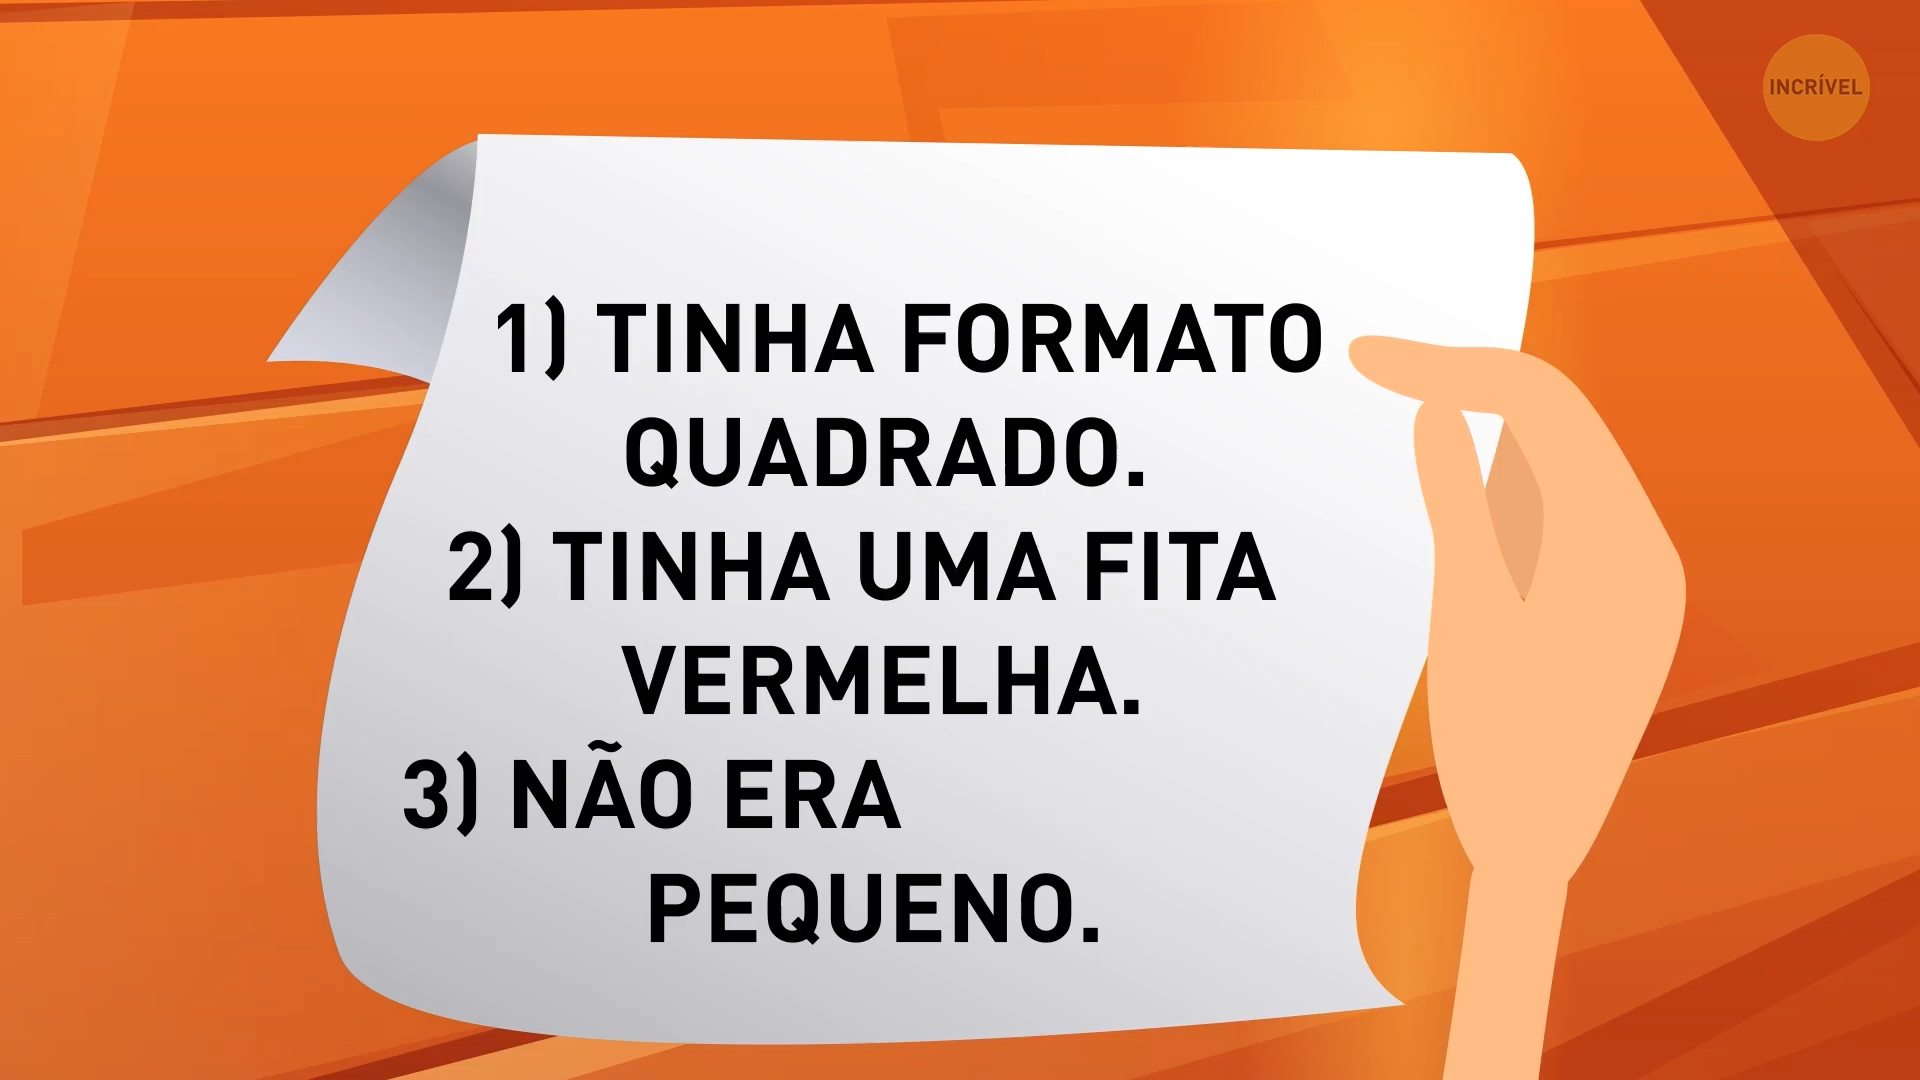 INCRÍVEL
1) TINHA FORMATO
QUADRADO.
2) TINHA UMA FITA
VERMELHA.
3) NÃO ERA
PEQUENO.